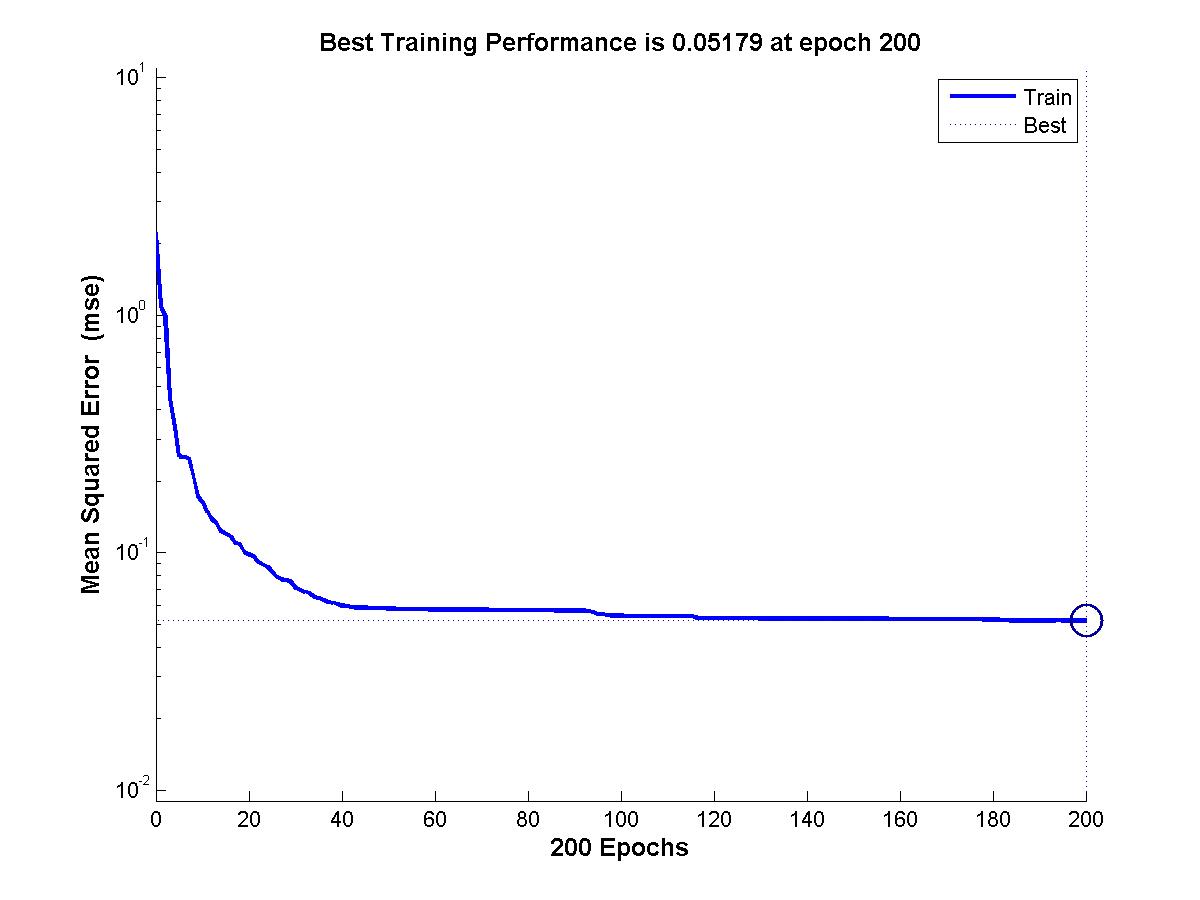 Best Training Performance is 0.05179 at epoch 200
10^1
Train
Best
10^0
10^-1
10^-2
Mean Squared Error (mse)
0 20 40 60 80 100 120 140 160 180 200
200 Epochs